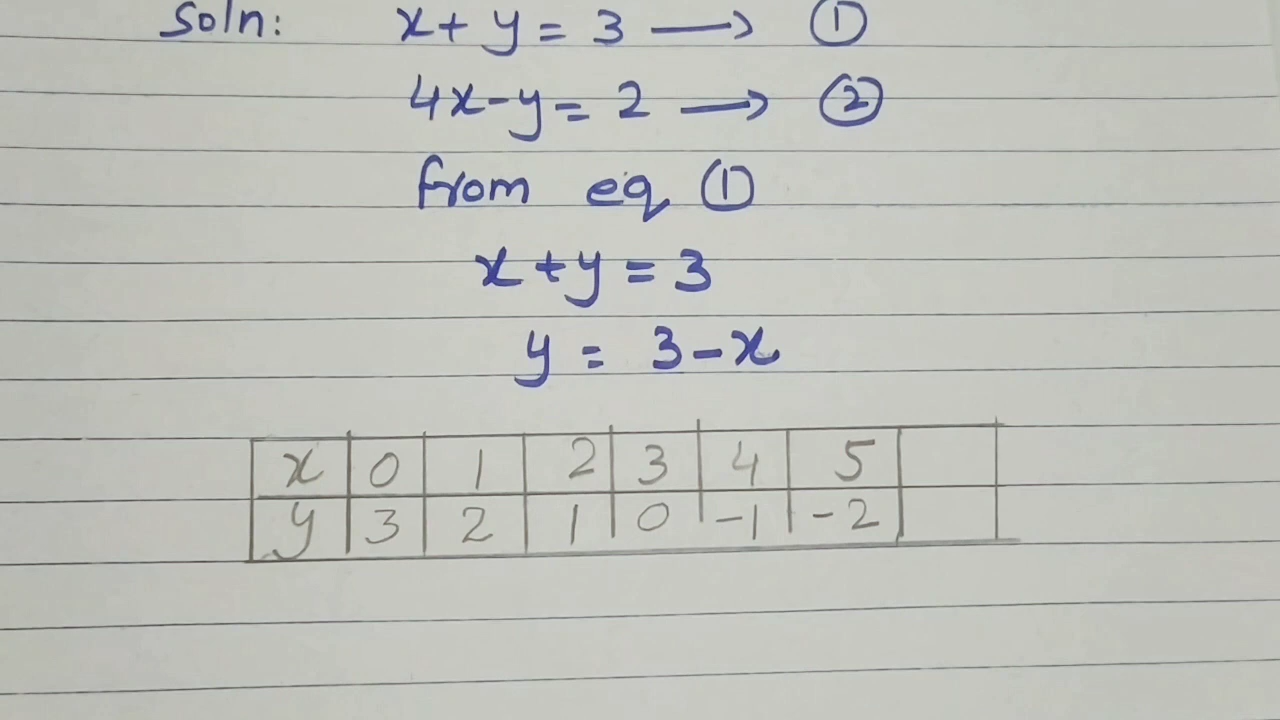 Soln: x + y = 3 → ①
4x - y = 2 → ②
from eq ①
x + y = 3
y = 3 - x
x 0 1 2 3 4 5
y 3 2 1 0 -1 -2